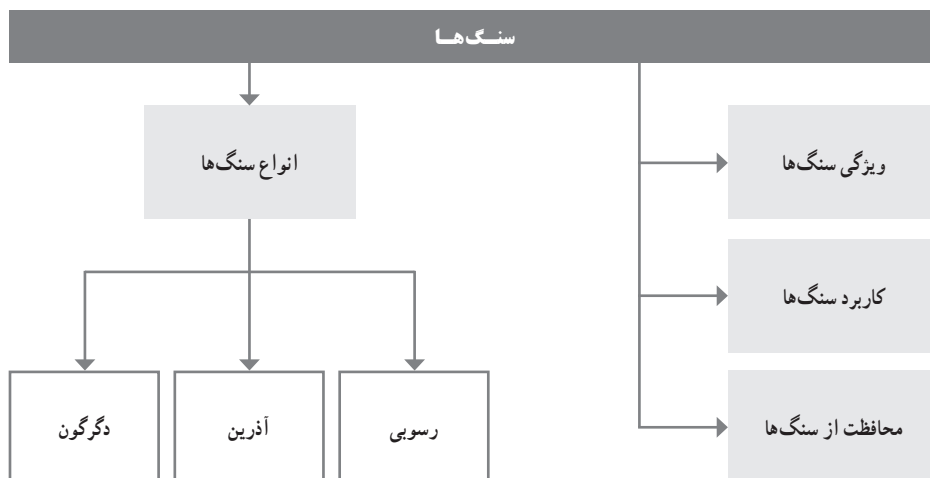 سنگ‌ها
ویژگی سنگ‌ها
انواع سنگ‌ها
کاربرد سنگ‌ها
محافظت از سنگ‌ها
رسوبی
آذرین
دگرگون